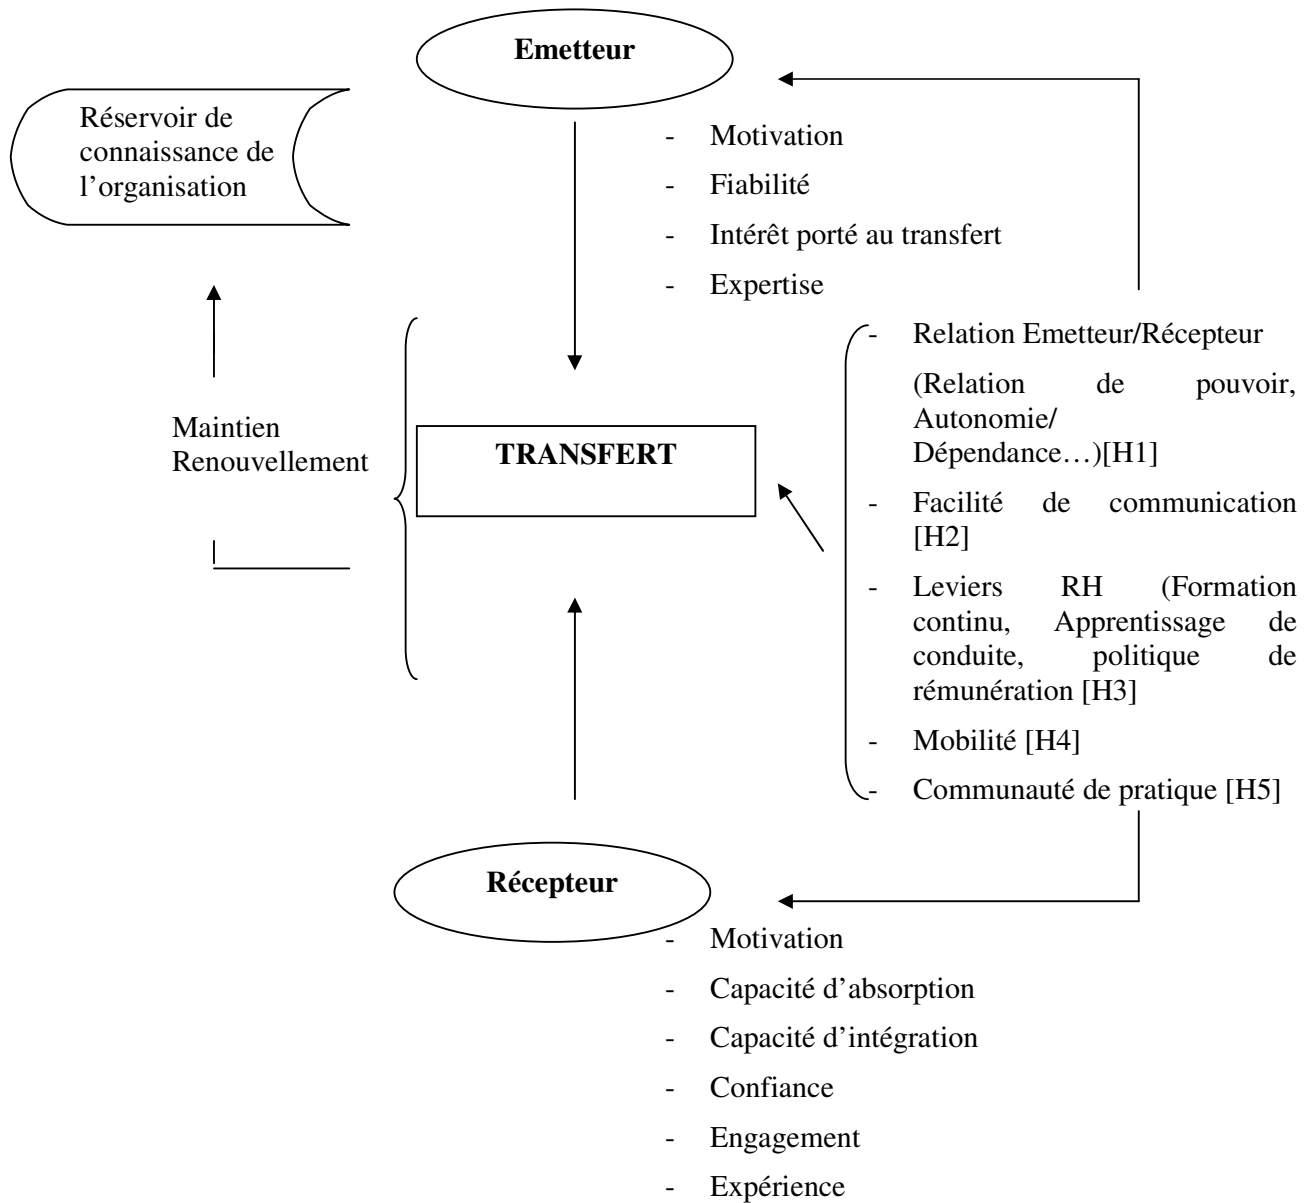 Emetteur
Réservoir de
connaissance de
l’organisation
- Motivation
- Fiabilité
- Intérêt porté au transfert
- Expertise
- Relation Emetteur/Récepteur
(Relation de pouvoir,
Autonomie/
Dépendance…)[H1]
- Facilité de communication
[H2]
- Leviers RH (Formation
continu, Apprentissage de
conduite, politique de
rémunération [H3]
- Mobilité [H4]
- Communauté de pratique [H5]
Maintien
Renouvellement
TRANSFERT
Récepteur
- Motivation
- Capacité d’absorption
- Capacité d’intégration
- Confiance
- Engagement
- Expérience